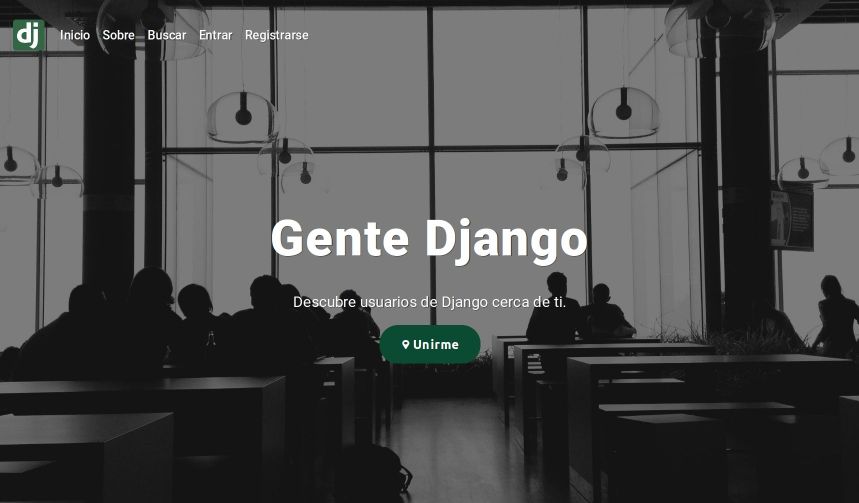 dj
Inicio Sobre Buscar Entrar Registrarse
Gente Django
Descubre usuarios de Django cerca de ti.
Unirme